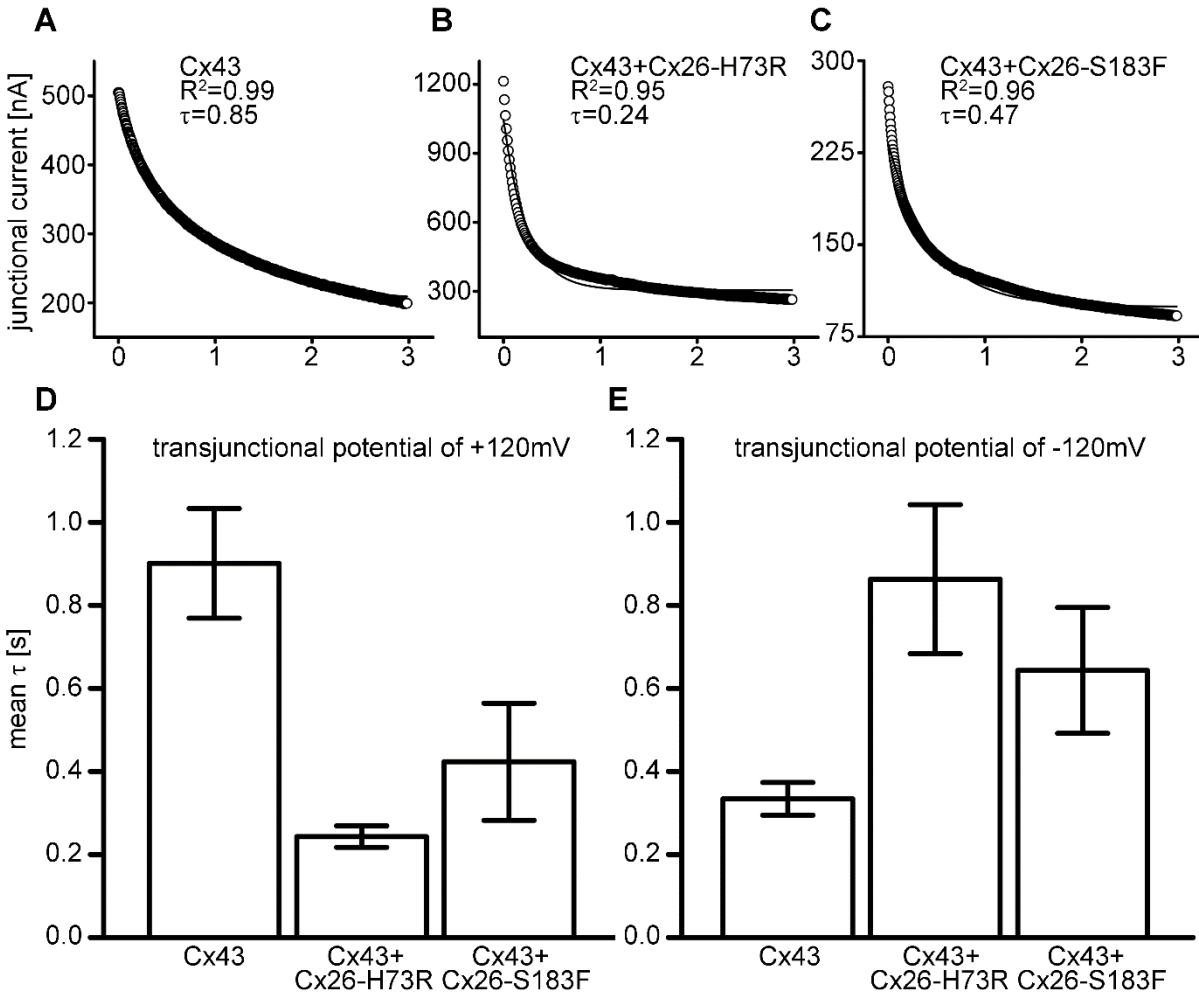 A
B
C
junctional current [nA]
Cx43
R²=0.99
τ=0.85
500
400
300
200
0 1 2 3
Cx43+Cx26-H73R
R²=0.95
τ=0.24
1200
900
600
300
0 1 2 3
Cx43+Cx26-S183F
R²=0.96
τ=0.47
300
225
150
75
0 1 2 3
D
E
mean τ [s]
transjunctional potential of +120mV
1.2
1.0
0.8
0.6
0.4
0.2
0.0
Cx43
Cx43+
Cx26-H73R
Cx43+
Cx26-S183F
transjunctional potential of -120mV
1.2
1.0
0.8
0.6
0.4
0.2
0.0
Cx43
Cx43+
Cx26-H73R
Cx43+
Cx26-S183F